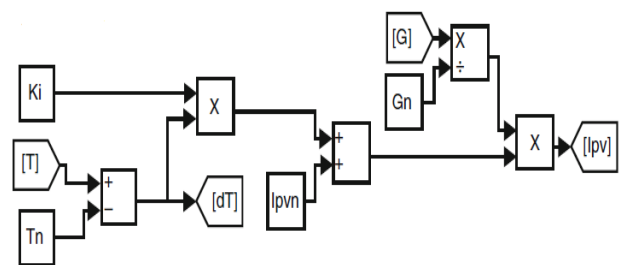 [G]
X
÷
Ki
X
Gn
+
+
X
[Ipv]
[T]
+
−
[dT]
Ipvn
Tn